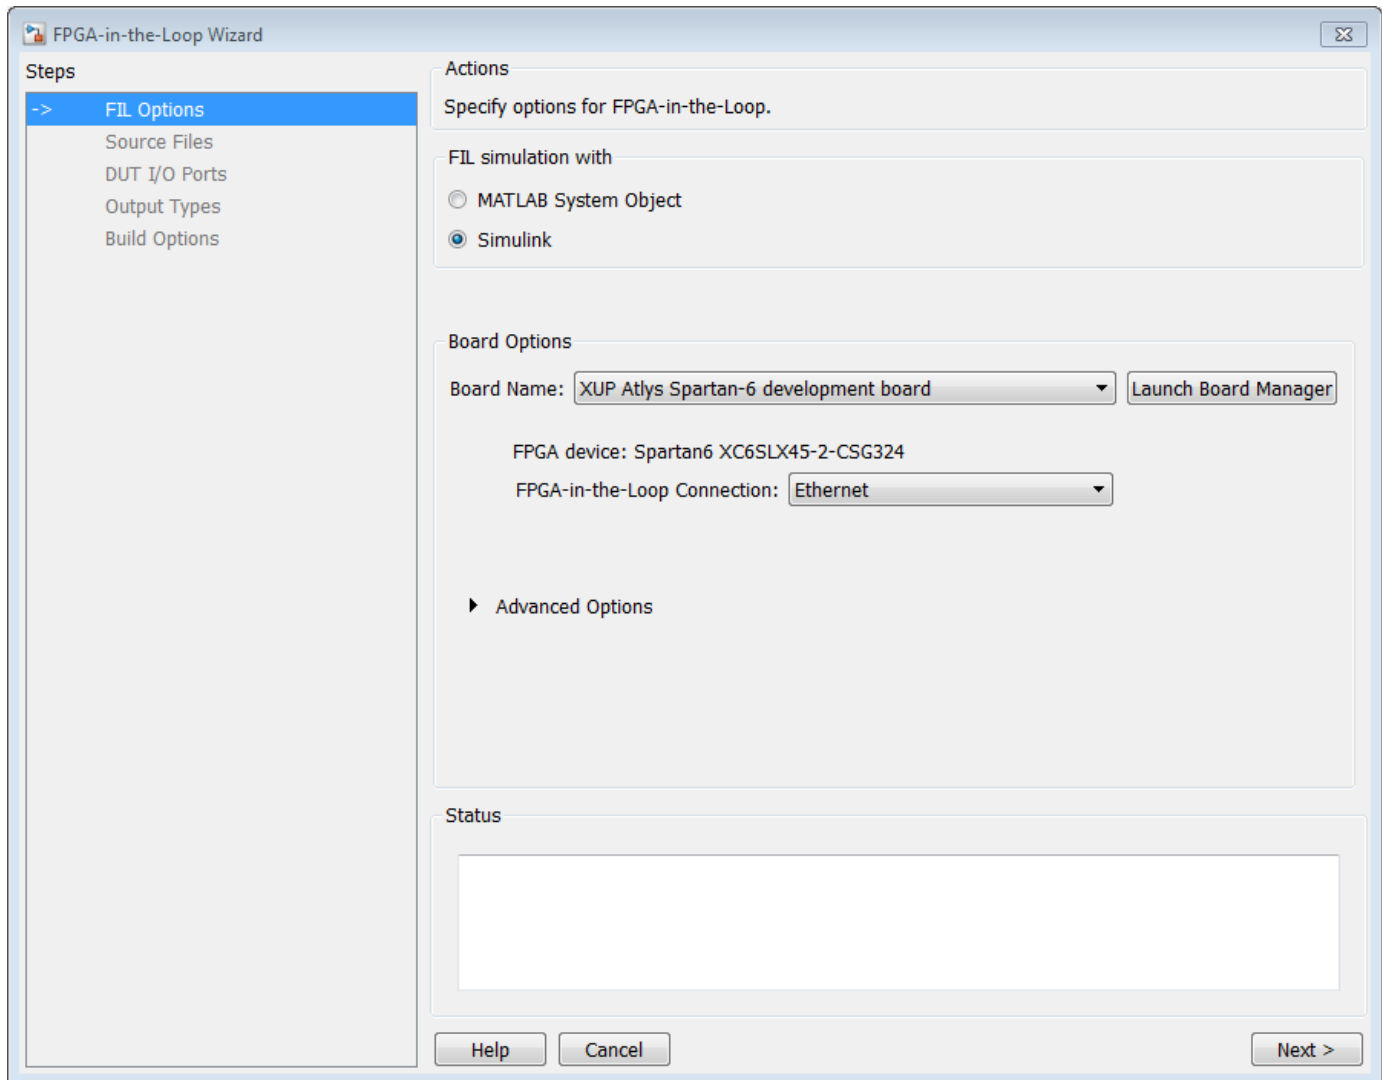 FPGA-in-the-Loop Wizard
Steps
-> FIL Options
Source Files
DUT I/O Ports
Output Types
Build Options
Actions
Specify options for FPGA-in-the-Loop.
FIL simulation with
MATLAB System Object
Simulink
Board Options
Board Name: XUP Atlys Spartan-6 development board Launch Board Manager
FPGA device: Spartan6 XC6SLX45-2-CSG324
FPGA-in-the-Loop Connection: Ethernet
Advanced Options
Status
Help Cancel Next >